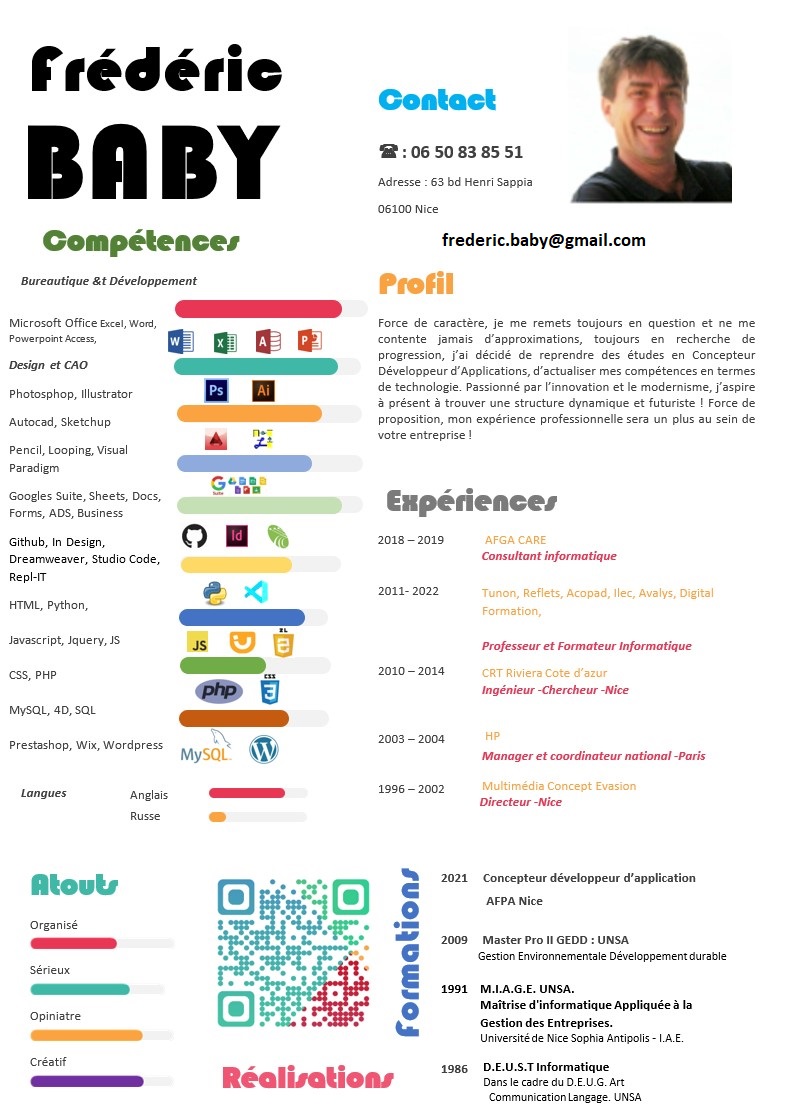 Frédéric
BABY
Contact
☎ : 06 50 83 85 51
Adresse : 63 bd Henri Sappia
06100 Nice
frederic.baby@gmail.com
Compétences
Bureautique &t Développement
Microsoft Office Excel, Word,
Powerpoint Access,
Design et CAO
Photosphop, Illustrator
Autocad, Sketchup
Pencil, Looping, Visual
Paradigm
Googles Suite, Sheets, Docs,
Forms, ADS, Business
Github, In Design,
Dreamweaver, Studio Code,
Repl-IT
HTML, Python,
Javascript, Jquery, JS
CSS, PHP
MySQL, 4D, SQL
Prestashop, Wix, Wordpress
W
X
A
P
Ps
Ai
G
Suite
Id
JS
php
CSS
3
MySQL
W
Langues
Anglais
Russe
Profil
Force de caractère, je me remets toujours en question et ne me
contente jamais d’approximations, toujours en recherche de
progression, j’ai décidé de reprendre des études en Concepteur
Développeur d’Applications, d’actualiser mes compétences en termes
de technologie. Passionné par l’innovation et le modernisme, j’aspire
à présent à trouver une structure dynamique et futuriste ! Force de
proposition, mon expérience professionnelle sera un plus au sein de
votre entreprise !
Expériences
2018 – 2019 AFGA CARE
Consultant informatique
2011- 2022 Tunon, Reflets, Acopad, Ilec, Avalys, Digital
Formation,
Professeur et Formateur Informatique
2010 – 2014 CRT Riviera Cote d’azur
Ingénieur -Chercheur -Nice
2003 – 2004 HP
Manager et coordinateur national -Paris
1996 – 2002 Multimédia Concept Evasion
Directeur -Nice
Atouts
Organisé
Sérieux
Opiniatre
Créatif
Réalisations
Formations
2021 Concepteur développeur d’application
AFPA Nice
2009 Master Pro II GEDD : UNSA
Gestion Environnementale Développement durable
1991 M.I.A.G.E. UNSA.
Maîtrise d'informatique Appliquée à la
Gestion des Entreprises.
Université de Nice Sophia Antipolis - I.A.E.
1986 D.E.U.S.T Informatique
Dans le cadre du D.E.U.G. Art
Communication Langage. UNSA